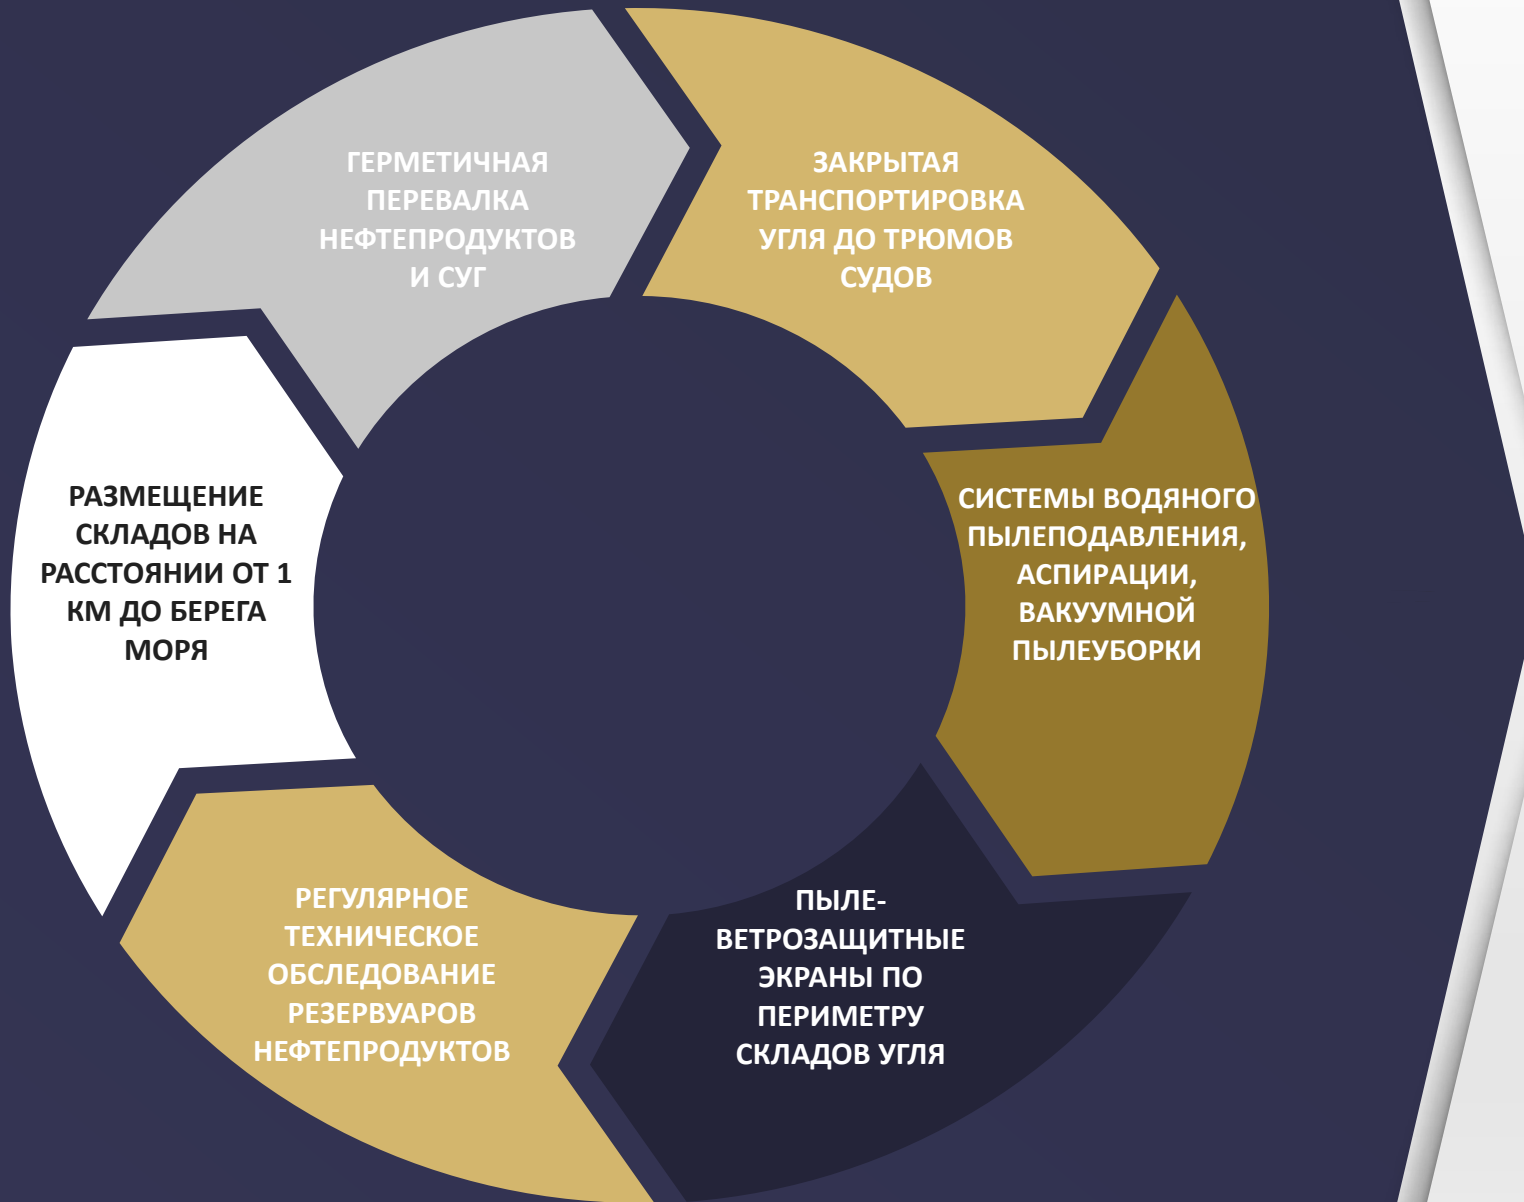 ГЕРМЕТИЧНАЯ
ПЕРЕВАЛКА
НЕФТЕПРОДУКТОВ
И СУГ
ЗАКРЫТАЯ
ТРАНСПОРТИРОВКА
УГЛЯ ДО ТРЮМОВ
СУДОВ
СИСТЕМЫ ВОДЯНОГО
ПЫЛЕПОДАВЛЕНИЯ,
АСПИРАЦИИ,
ВАКУУМНОЙ
ПЫЛЕУБОРКИ
ПЫЛЕ-
ВЕТРОЗАЩИТНЫЕ
ЭКРАНЫ ПО
ПЕРИМЕТРУ
СКЛАДОВ УГЛЯ
РЕГУЛЯРНОЕ
ТЕХНИЧЕСКОЕ
ОБСЛЕДОВАНИЕ
РЕЗЕРВУАРОВ
НЕФТЕПРОДУКТОВ
РАЗМЕЩЕНИЕ
СКЛАДОВ НА
РАССТОЯНИИ ОТ 1
КМ ДО БЕРЕГА
МОРЯ